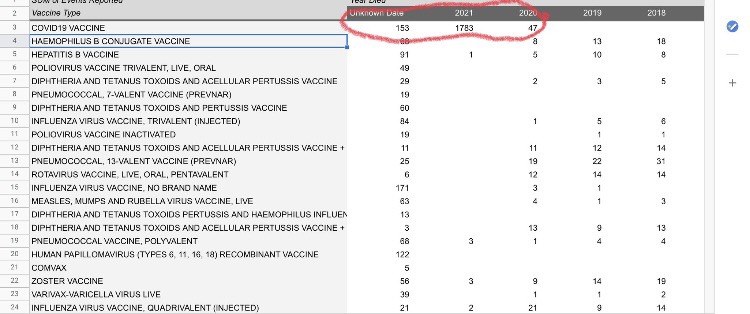 Sum of Events Reported Year Died
2 Vaccine Type Unknown Date 2021 2020 2019 2018
3 COVID19 VACCINE 153 1783 47
4 HAEMOPHILUS B CONJUGATE VACCINE 68 8 13 18
5 HEPATITIS B VACCINE 91 1 5 10 8
6 POLIOVIRUS VACCINE TRIVALENT, LIVE, ORAL 49
7 DIPHTHERIA AND TETANUS TOXOIDS AND ACELLULAR PERTUSSIS VACCINE 29 2 3 5
8 PNEUMOCOCCAL, 7-VALENT VACCINE (PREVNAR) 19
9 DIPHTHERIA AND TETANUS TOXOIDS AND PERTUSSIS VACCINE 60
10 INFLUENZA VIRUS VACCINE, TRIVALENT (INJECTED) 84 1 5 6
11 POLIOVIRUS VACCINE INACTIVATED 19 1 1
12 DIPHTHERIA AND TETANUS TOXOIDS AND ACELLULAR PERTUSSIS VACCINE + 11 11 12 14
13 PNEUMOCOCCAL, 13-VALENT VACCINE (PREVNAR) 25 19 22 31
14 ROTAVIRUS VACCINE, LIVE, ORAL, PENTAVALENT 6 12 14 14
15 INFLUENZA VIRUS VACCINE, NO BRAND NAME 171 3 1
16 MEASLES, MUMPS AND RUBELLA VIRUS VACCINE, LIVE 63 4 1 3
17 DIPHTHERIA AND TETANUS TOXOIDS PERTUSSIS AND HAEMOPHILUS INFLUEN 13
18 DIPHTHERIA AND TETANUS TOXOIDS AND ACELLULAR PERTUSSIS VACCINE + 3 13 9 13
19 PNEUMOCOCCAL VACCINE, POLYVALENT 68 3 1 4 4
20 HUMAN PAPILLOMAVIRUS (TYPES 6, 11, 16, 18) RECOMBINANT VACCINE 122
21 COMVAX 5
22 ZOSTER VACCINE 56 3 9 14 19
23 VARIVAX-VARICELLA VIRUS LIVE 39 1 1 2
24 INFLUENZA VIRUS VACCINE, QUADRIVALENT (INJECTED) 21 2 21 9 14